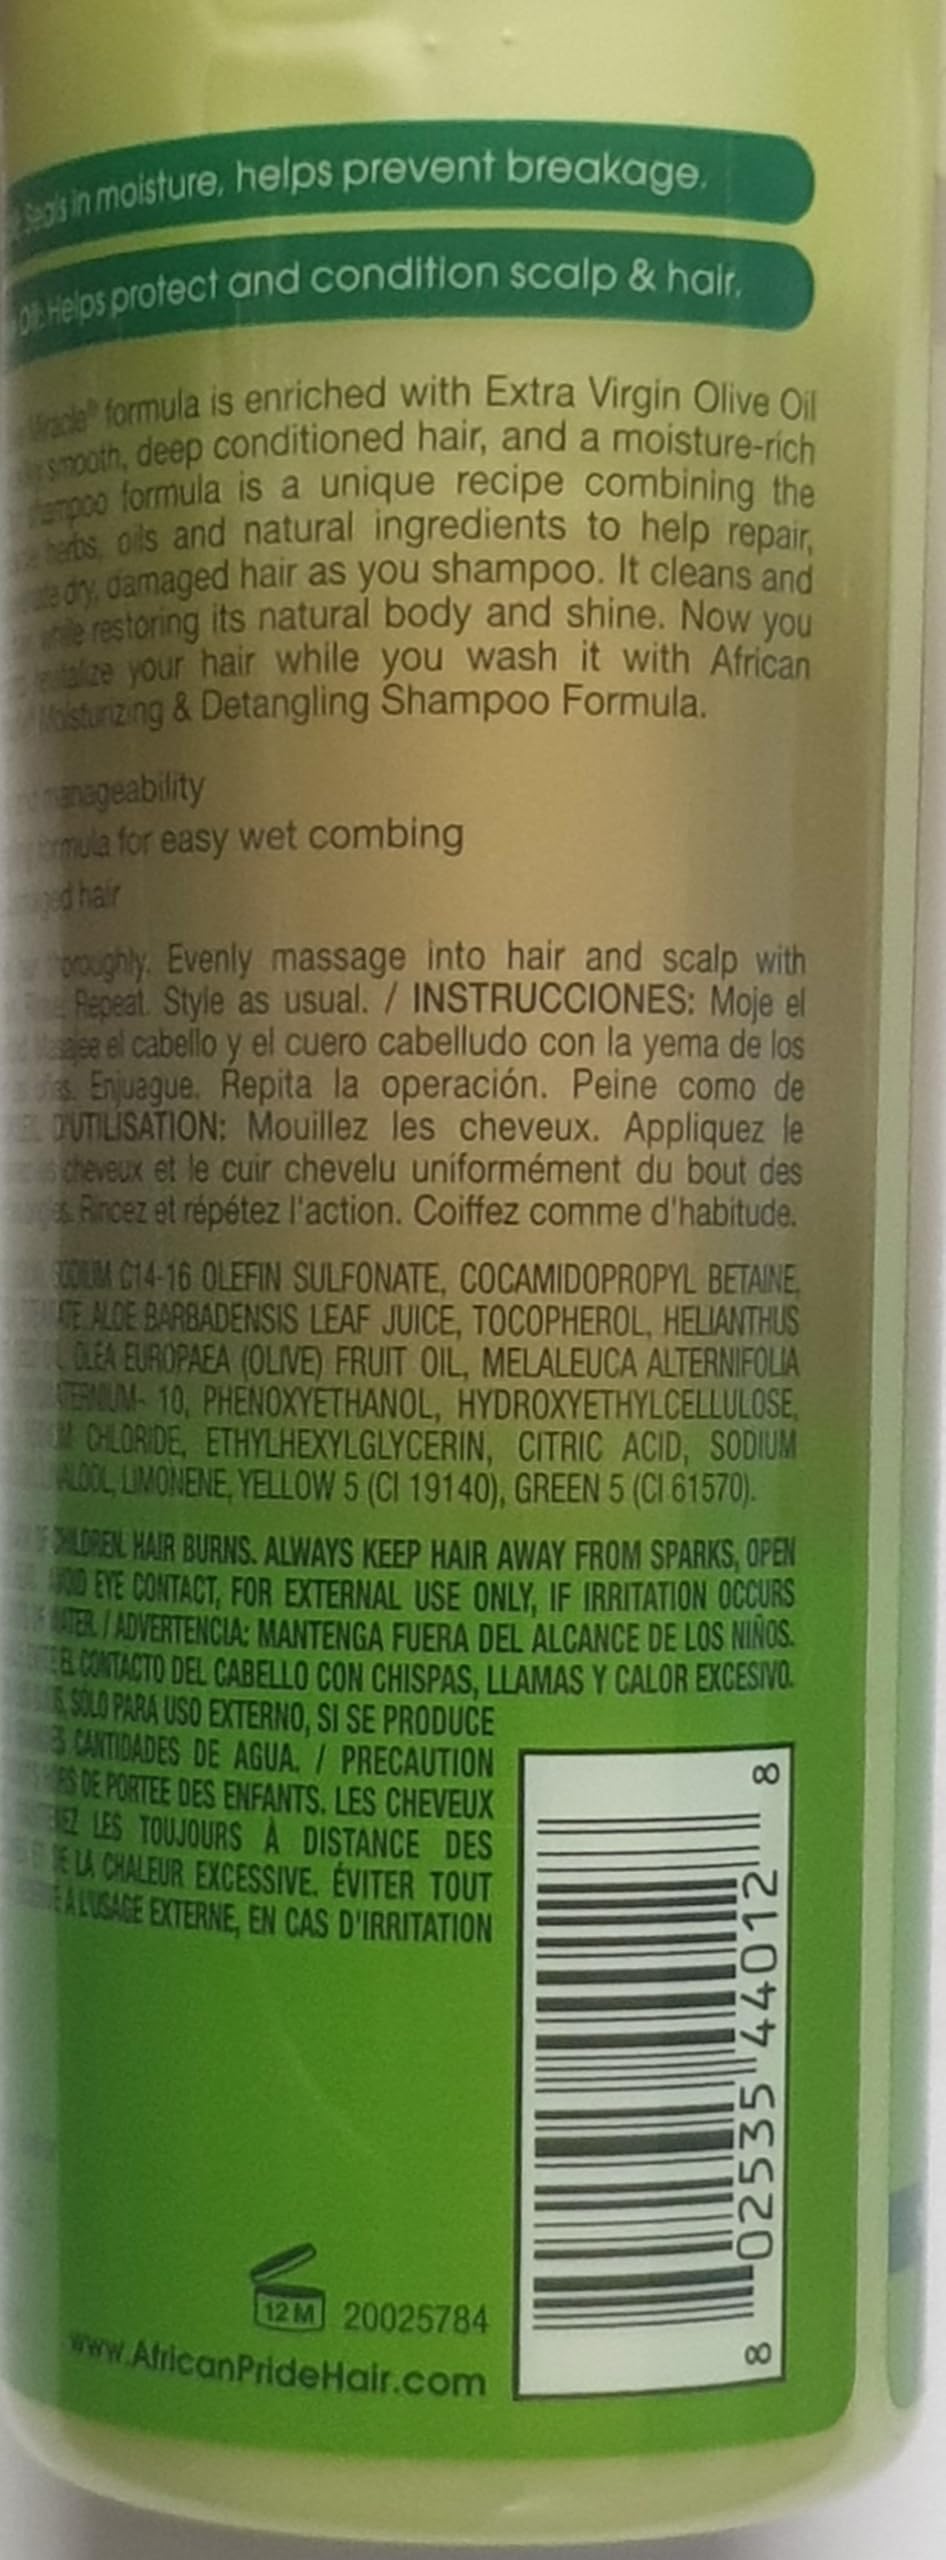 Seals in moisture, helps prevent breakage.
Oil: Helps protect and condition scalp & hair.
Miracle® formula is enriched with Extra Virgin Olive Oil
smooth, deep conditioned hair, and a moisture-rich
shampoo formula is a unique recipe combining the
herbs, oils and natural ingredients to help repair,
dry, damaged hair as you shampoo. It cleans and
while restoring its natural body and shine. Now you
revitalize your hair while you wash it with African
Moisturizing & Detangling Shampoo Formula.
manageability
formula for easy wet combing
hair
Evenly massage into hair and scalp with
Repeat. Style as usual. / INSTRUCCIONES: Moje el
Masajee el cabello y el cuero cabelludo con la yema de los
Enjuague. Repita la operación. Peine como de
D'UTILISATION: Mouillez les cheveux. Appliquez le
cheveux et le cuir chevelu uniformément du bout des
Rincez et répétez l'action. Coiffez comme d'habitude.
SODIUM C14-16 OLEFIN SULFONATE, COCAMIDOPROPYL BETAINE,
ALOE BARBADENSIS LEAF JUICE, TOCOPHEROL, HELIANTHUS
OLEA EUROPAEA (OLIVE) FRUIT OIL, MELALEUCA ALTERNIFOLIA
10, PHENOXYETHANOL, HYDROXYETHYLCELLULOSE,
CHLORIDE, ETHYLHEXYLGLYCERIN, CITRIC ACID, SODIUM
LIMONENE, YELLOW 5 (CI 19140), GREEN 5 (CI 61570).
OF CHILDREN. HAIR BURNS. ALWAYS KEEP HAIR AWAY FROM SPARKS, OPEN
AVOID EYE CONTACT, FOR EXTERNAL USE ONLY, IF IRRITATION OCCURS
OF WATER. / ADVERTENCIA: MANTENGA FUERA DEL ALCANCE DE LOS NIÑOS.
EL CONTACTO DEL CABELLO CON CHISPAS, LLAMAS Y CALOR EXCESIVO.
SÓLO PARA USO EXTERNO, SI SE PRODUCE
CANTIDADES DE AGUA. / PRECAUTION
HORS DE PORTEE DES ENFANTS. LES CHEVEUX
LES TOUJOURS À DISTANCE DES
DE LA CHALEUR EXCESSIVE. ÉVITER TOUT
À L'USAGE EXTERNE, EN CAS D'IRRITATION
8 02535 44012 8
12M 20025784
www.AfricanPrideHair.com